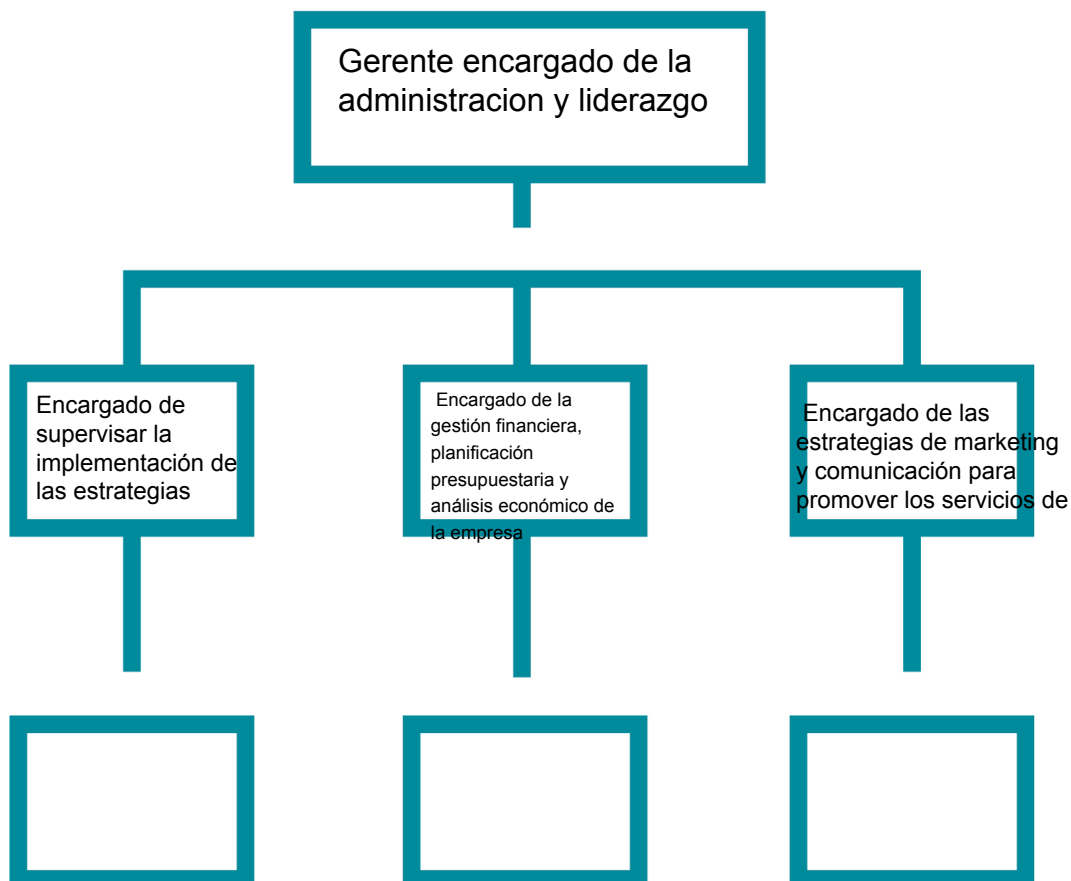 Gerente encargado de la
administracion y liderazgo
Encargado de
supervisar la
implementación de
las estrategias
Encargado de la
gestión financiera,
planificación
presupuestaria y
análisis económico de
la empresa
Encargado de las
estrategias de marketing
y comunicación para
promover los servicios de